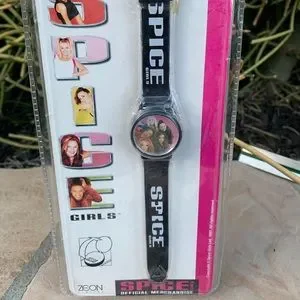 SPICE
GIRLS
SPICE
GIRLS
SPICE
GIRLS
ZEON
SPICE
OFFICIAL MERCHANDISE